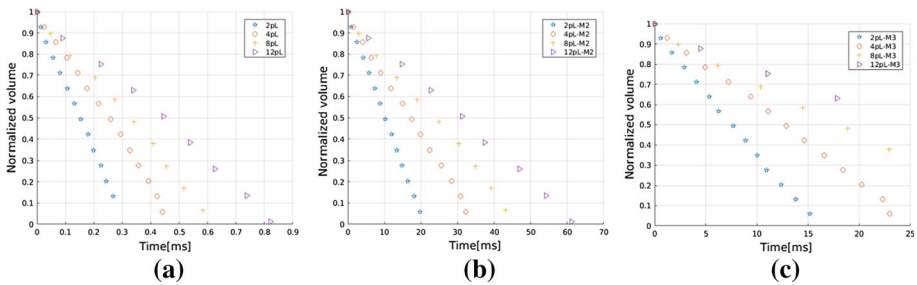 Normalized volume
1
0.9
0.8
0.7
0.6
0.5
0.4
0.3
0.2
0.1
0
0 0.1 0.2 0.3 0.4 0.5 0.6 0.7 0.8 0.9
Time[ms]
2pL
4pL
8pL
12pL
(a)
Normalized volume
1
0.9
0.8
0.7
0.6
0.5
0.4
0.3
0.2
0.1
0
0 10 20 30 40 50 60 70
Time[ms]
2pL-M2
4pL-M2
8pL-M2
12pL-M2
(b)
Normalized volume
1
0.9
0.8
0.7
0.6
0.5
0.4
0.3
0.2
0.1
0
0 5 10 15 20 25
Time[ms]
2pL-M3
4pL-M3
8pL-M3
12pL-M3
(c)